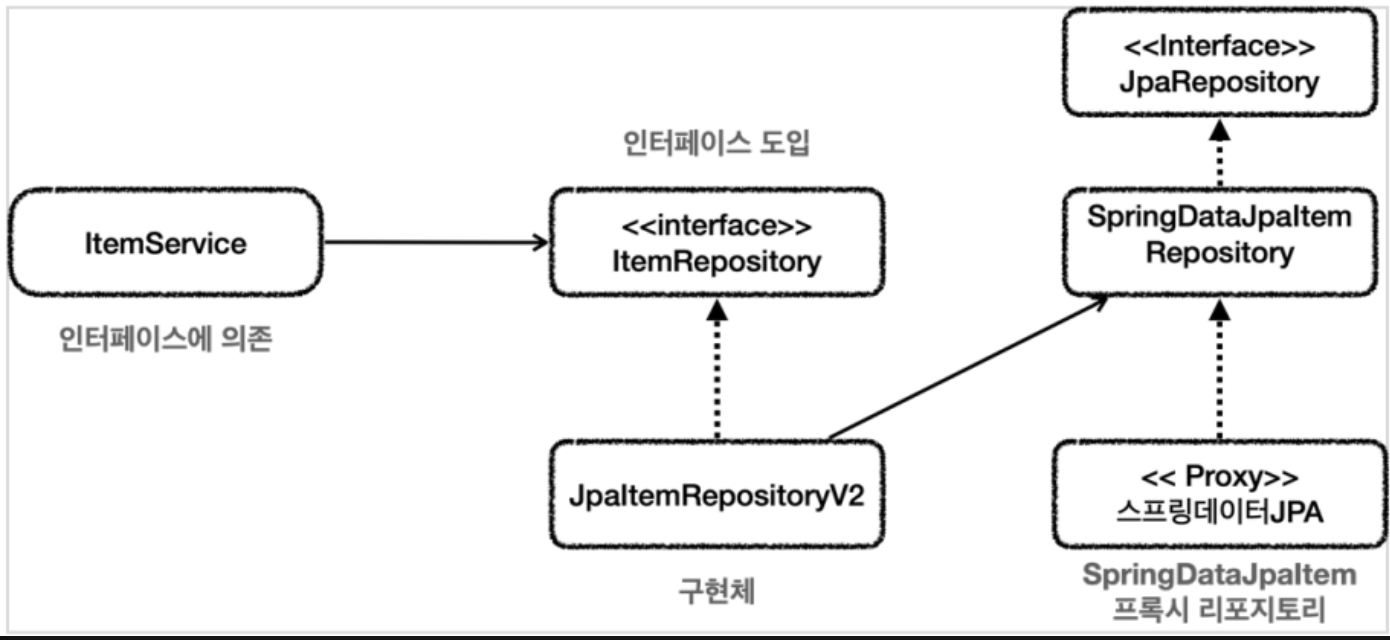 <<Interface>>
JpaRepository
인터페이스 도입
ItemService
<<interface>>
ItemRepository
SpringDataJpaItem
Repository
인터페이스에 의존
JpaItemRepositoryV2
<< Proxy>>
스프링데이터JPA
구현체
SpringDataJpaItem
프록시 리포지토리